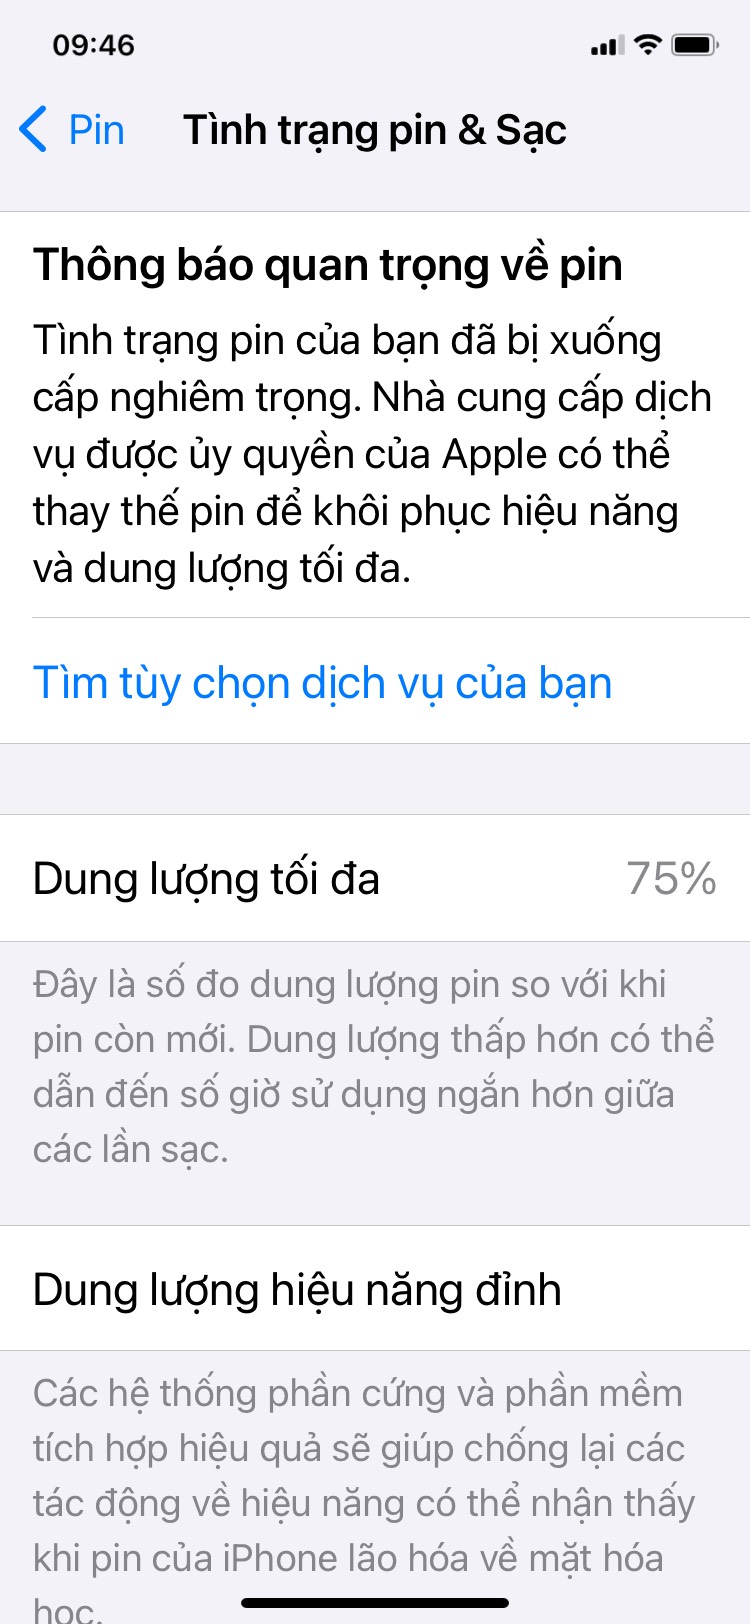 09:46
Pin
Tình trạng pin & Sạc
Thông báo quan trọng về pin
Tình trạng pin của bạn đã bị xuống
cấp nghiêm trọng. Nhà cung cấp dịch
vụ được ủy quyền của Apple có thể
thay thế pin để khôi phục hiệu năng
và dung lượng tối đa.
Tìm tùy chọn dịch vụ của bạn
Dung lượng tối đa 75%
Đây là số đo dung lượng pin so với khi
pin còn mới. Dung lượng thấp hơn có thể
dẫn đến số giờ sử dụng ngắn hơn giữa
các lần sạc.
Dung lượng hiệu năng đỉnh
Các hệ thống phần cứng và phần mềm
tích hợp hiệu quả sẽ giúp chống lại các
tác động về hiệu năng có thể nhận thấy
khi pin của iPhone lão hóa về mặt hóa
học.